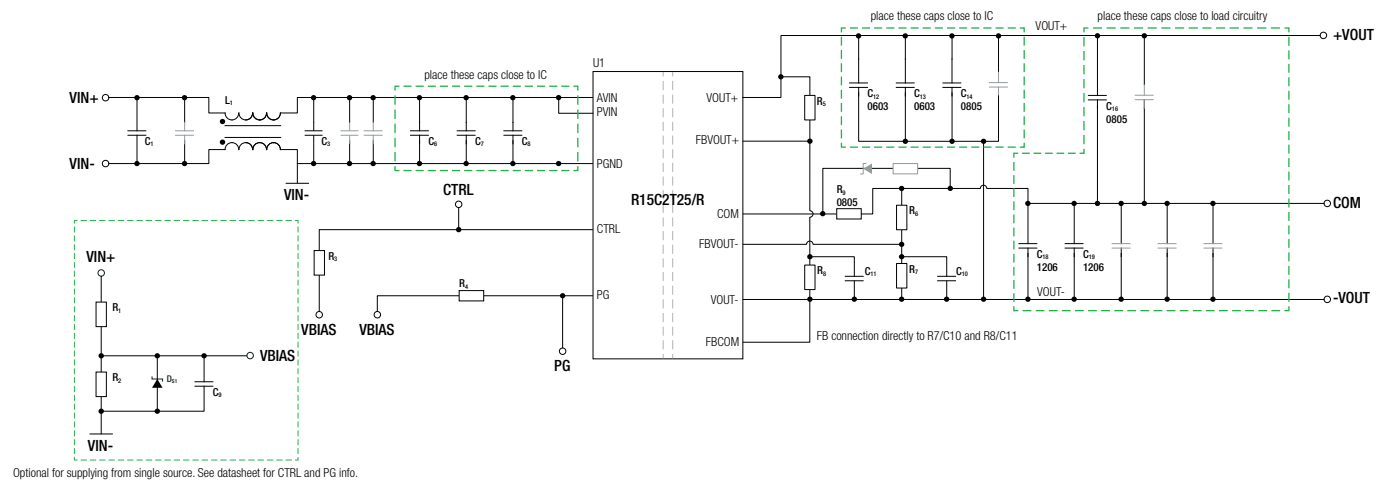 place these caps close to IC
place these caps close to load circuitry
VOUT+
+VOUT
U1
place these caps close to IC
VIN+
L1
AVIN
PVIN
VOUT+
R5
C12
0603
C13
0603
C14
0805
C16
0805
C1
C3
C6
C7
C8
FBVOUT+
VIN-
PGND
VIN-
CTRL
R15C2T25/R
R9
0805
COM
R6
COM
CTRL
FBVOUT-
VIN+
R3
C18
1206
C19
1206
R8
C11
R7
C10
R4
PG
VOUT-
VOUT-
-VOUT
R1
VBIAS
VBIAS
FBCOM
FB connection directly to R7/C10 and R8/C11
VBIAS
PG
R2
DS1
C9
VIN-
Optional for supplying from single source. See datasheet for CTRL and PG info.